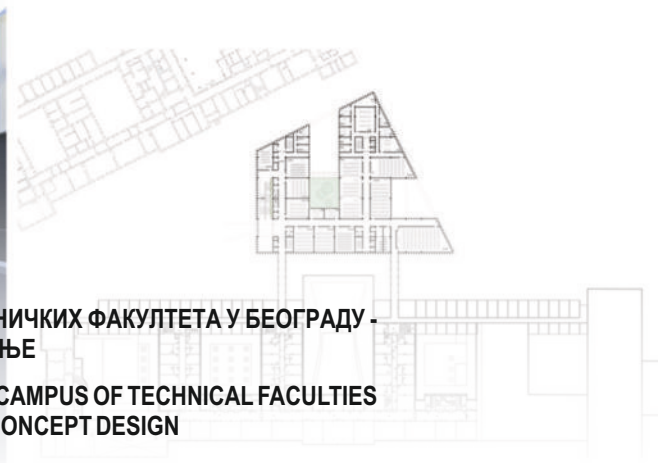 НИЧКИХ ФАКУЛТЕТА У БЕОГРАДУ -
ЊЕ
CAMPUS OF TECHNICAL FACULTIES
ONCEPT DESIGN